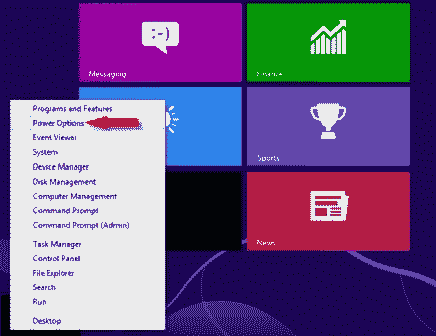 Messaging
Finance
Sports
News
Programs and Features
Power Options
Event Viewer
System
Device Manager
Disk Management
Computer Management
Command Prompt
Command Prompt (Admin)
Task Manager
Control Panel
File Explorer
Search
Run
Desktop